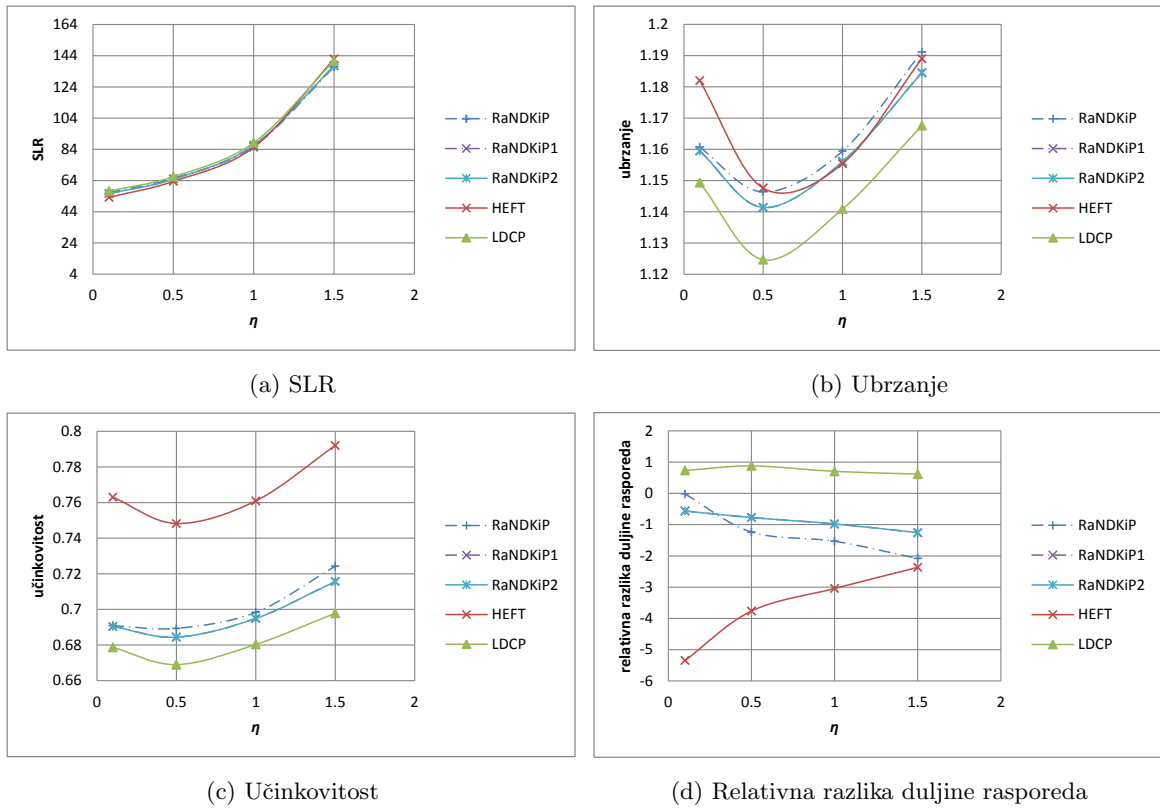 164
144
124
104
84
64
44
24
4
SLR
0
0.5
1
1.5
2
η
RaNDKiP
RaNDKiP1
RaNDKiP2
HEFT
LDCP
(a) SLR
1.2
1.19
1.18
1.17
1.16
1.15
1.14
1.13
1.12
ubrzanje
0
0.5
1
1.5
2
η
RaNDKiP
RaNDKiP1
RaNDKiP2
HEFT
LDCP
(b) Ubrzanje
0.8
0.78
0.76
0.74
0.72
0.7
0.68
0.66
učinkovitost
0
0.5
1
1.5
2
η
RaNDKiP
RaNDKiP1
RaNDKiP2
HEFT
LDCP
(c) Učinkovitost
2
1
0
-1
-2
-3
-4
-5
-6
relativna razlika duljine rasporeda
0
0.5
1
1.5
2
η
RaNDKiP
RaNDKiP1
RaNDKiP2
HEFT
LDCP
(d) Relativna razlika duljine rasporeda